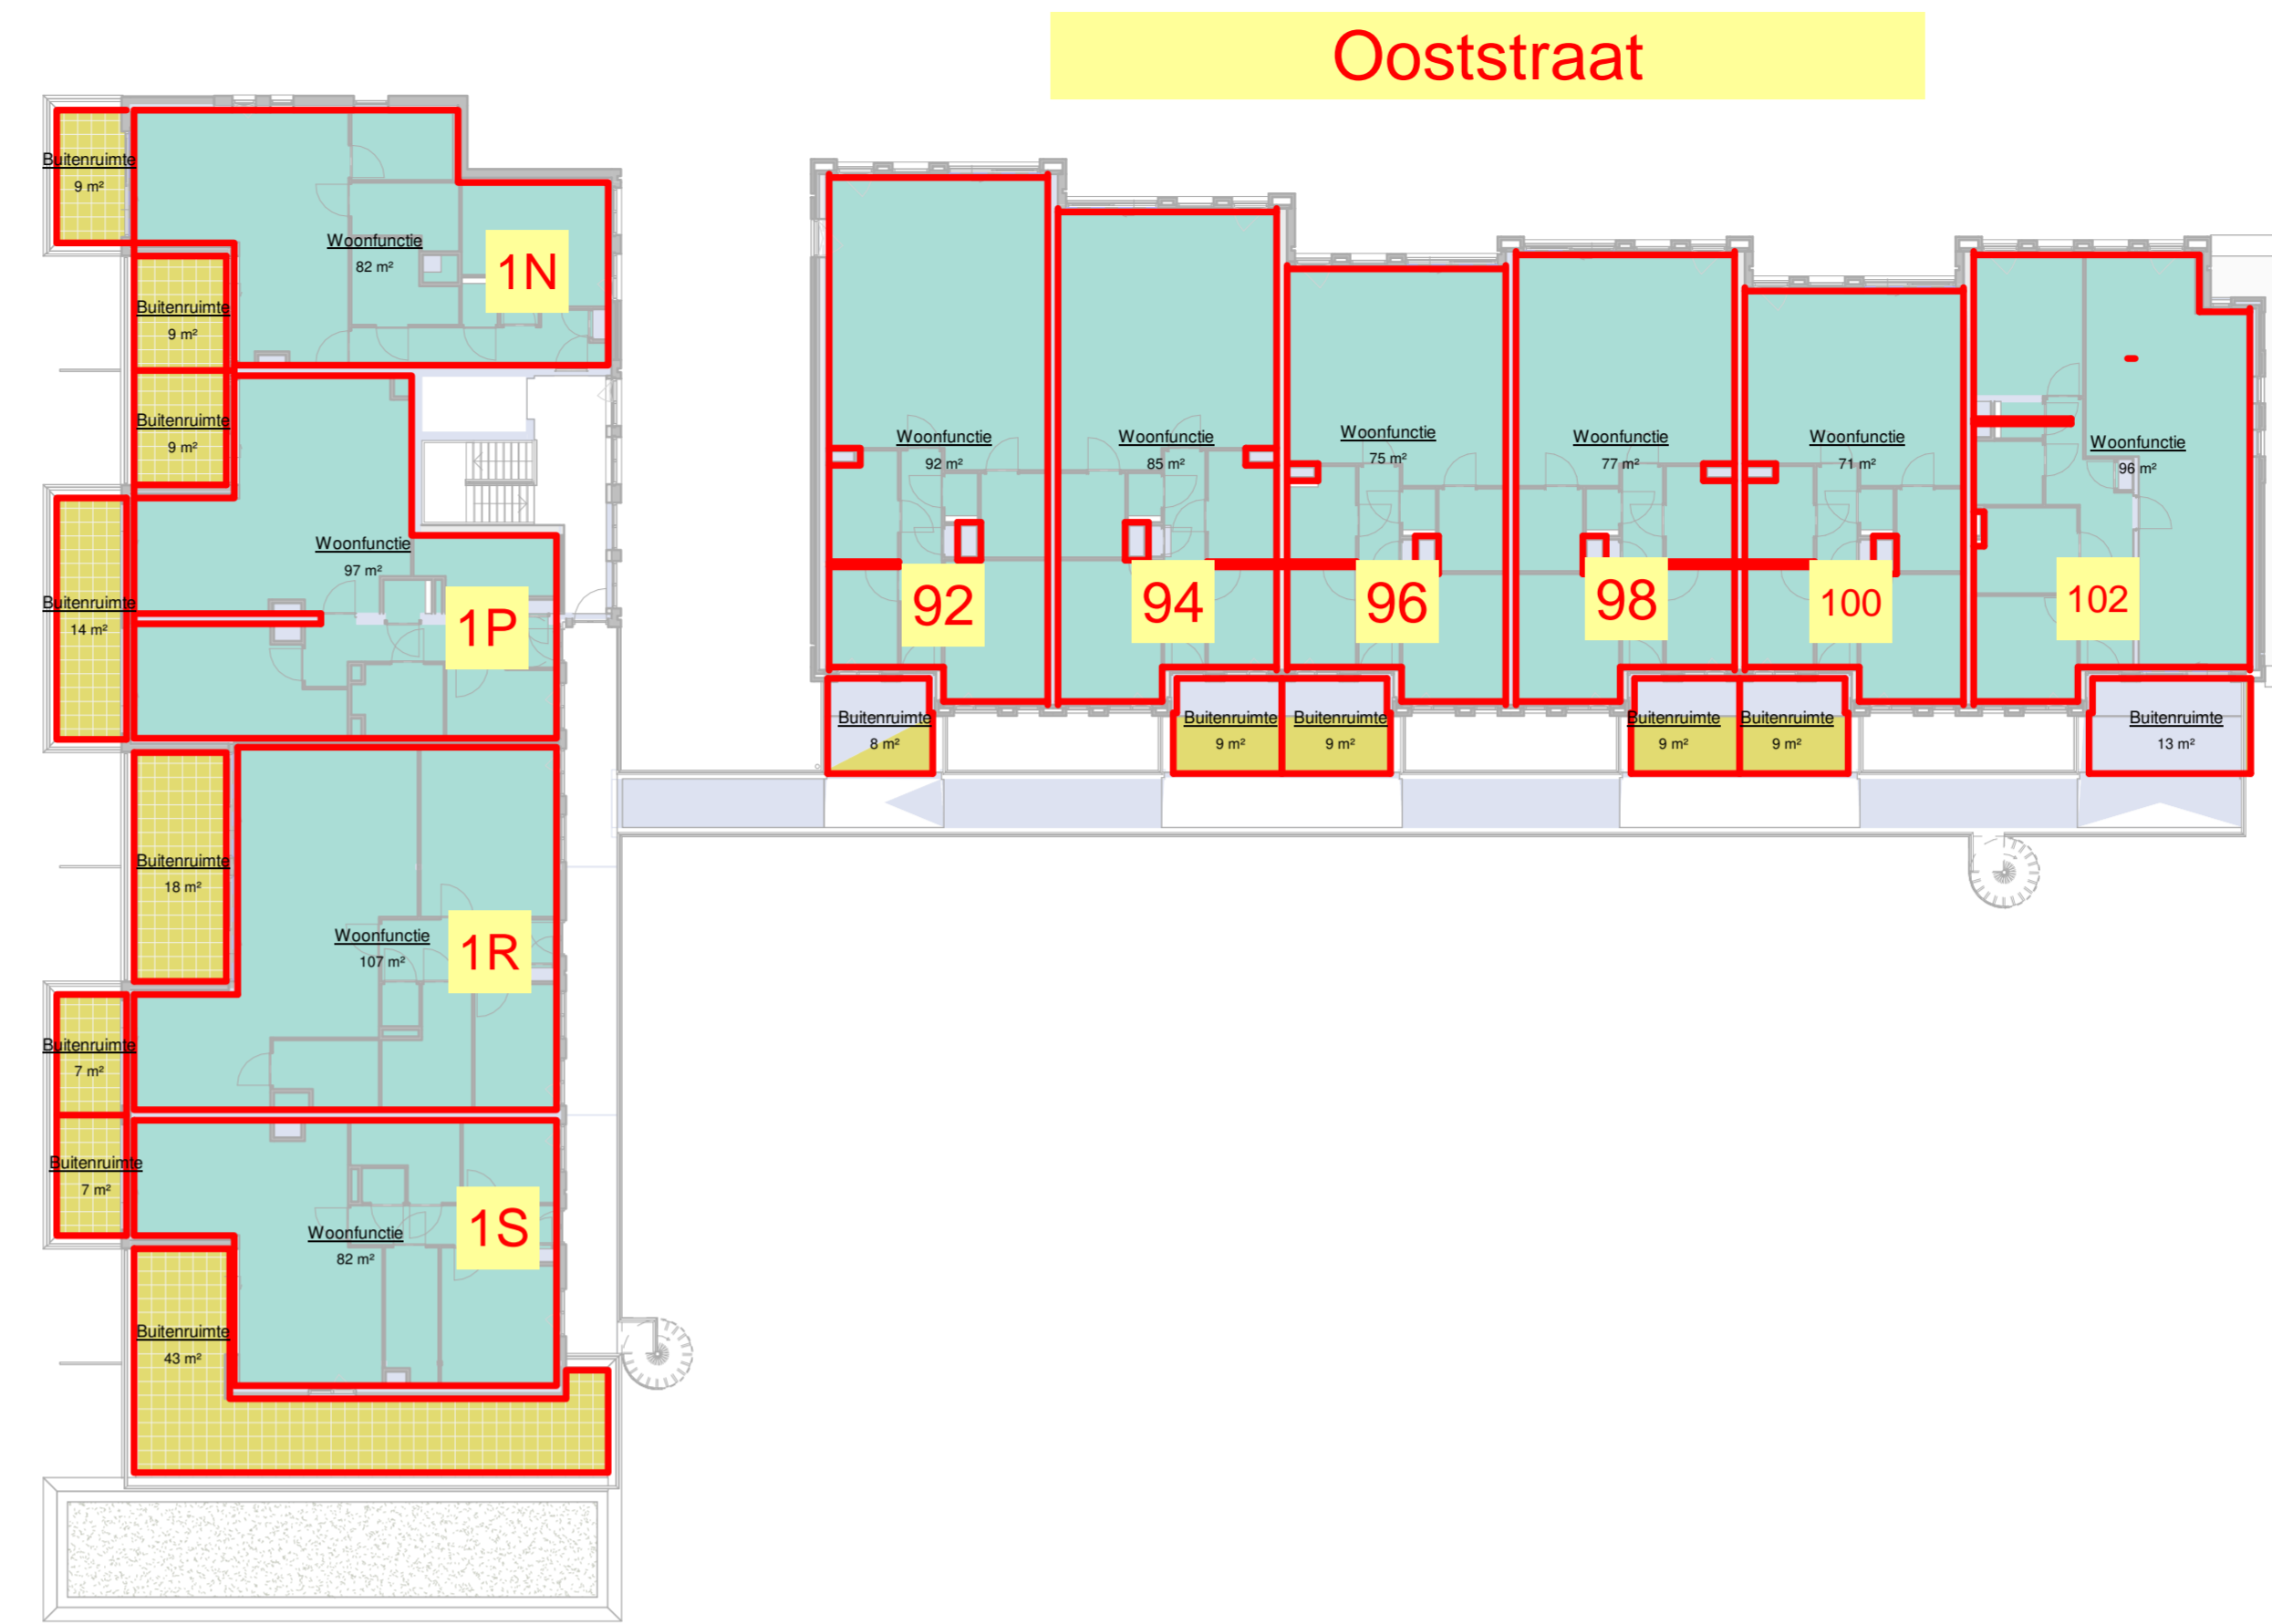 Ooststraat
Buitenruimte
9 m²
Woonfunctie
82 m²
1N
Buitenruimte
9 m²
Buitenruimte
9 m²
Woonfunctie
97 m²
Buitenruimte
14 m²
1P
Buitenruimte
18 m²
Woonfunctie
107 m²
1R
Buitenruimte
7 m²
Buitenruimte
7 m²
Woonfunctie
82 m²
1S
Buitenruimte
43 m²
Woonfunctie
92 m²
92
Buitenruimte
8 m²
Woonfunctie
85 m²
94
Buitenruimte
9 m²
Woonfunctie
75 m²
96
Buitenruimte
9 m²
Woonfunctie
77 m²
98
Buitenruimte
9 m²
Woonfunctie
71 m²
100
Buitenruimte
9 m²
Woonfunctie
96 m²
102
Buitenruimte
13 m²